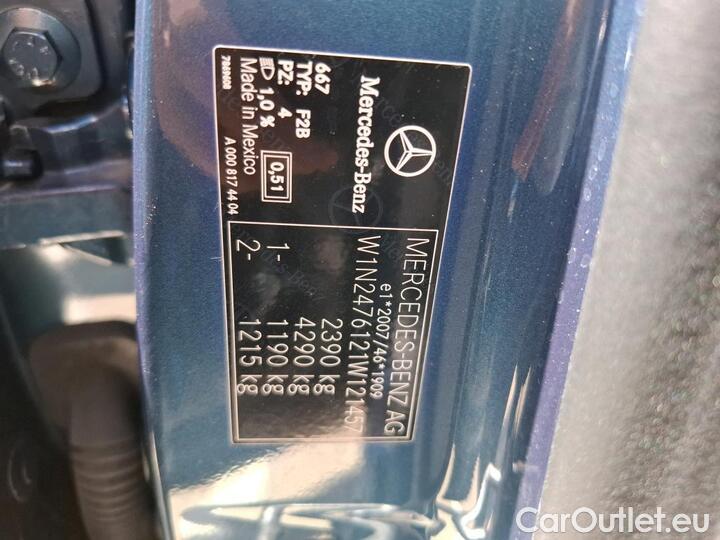 Mercedes-Benz
667
TYP: F2B
PZ: 4
1,0 %
Made in Mexico
0,51
7869608
A 000 817 44 04
MERCEDES-BENZ AG
e1*2007/46*1909
W1N2476121W121457
2390 kg
4290 kg
1- 1190 kg
2- 1215 kg
CarOutlet.eu